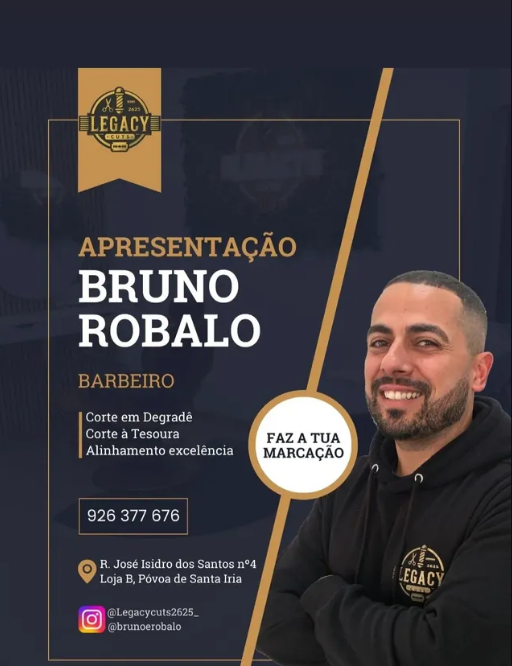 LEGACY
CUTS
2625
APRESENTAÇÃO
BRUNO
ROBALO
BARBEIRO
Corte em Degradê
Corte à Tesoura
Alinhamento excelência
FAZ A TUA
MARCAÇÃO
926 377 676
R. José Isidro dos Santos nº4
Loja B, Póvoa de Santa Iria
@Legacycuts2625_
@brunoerobalo
LEGACY